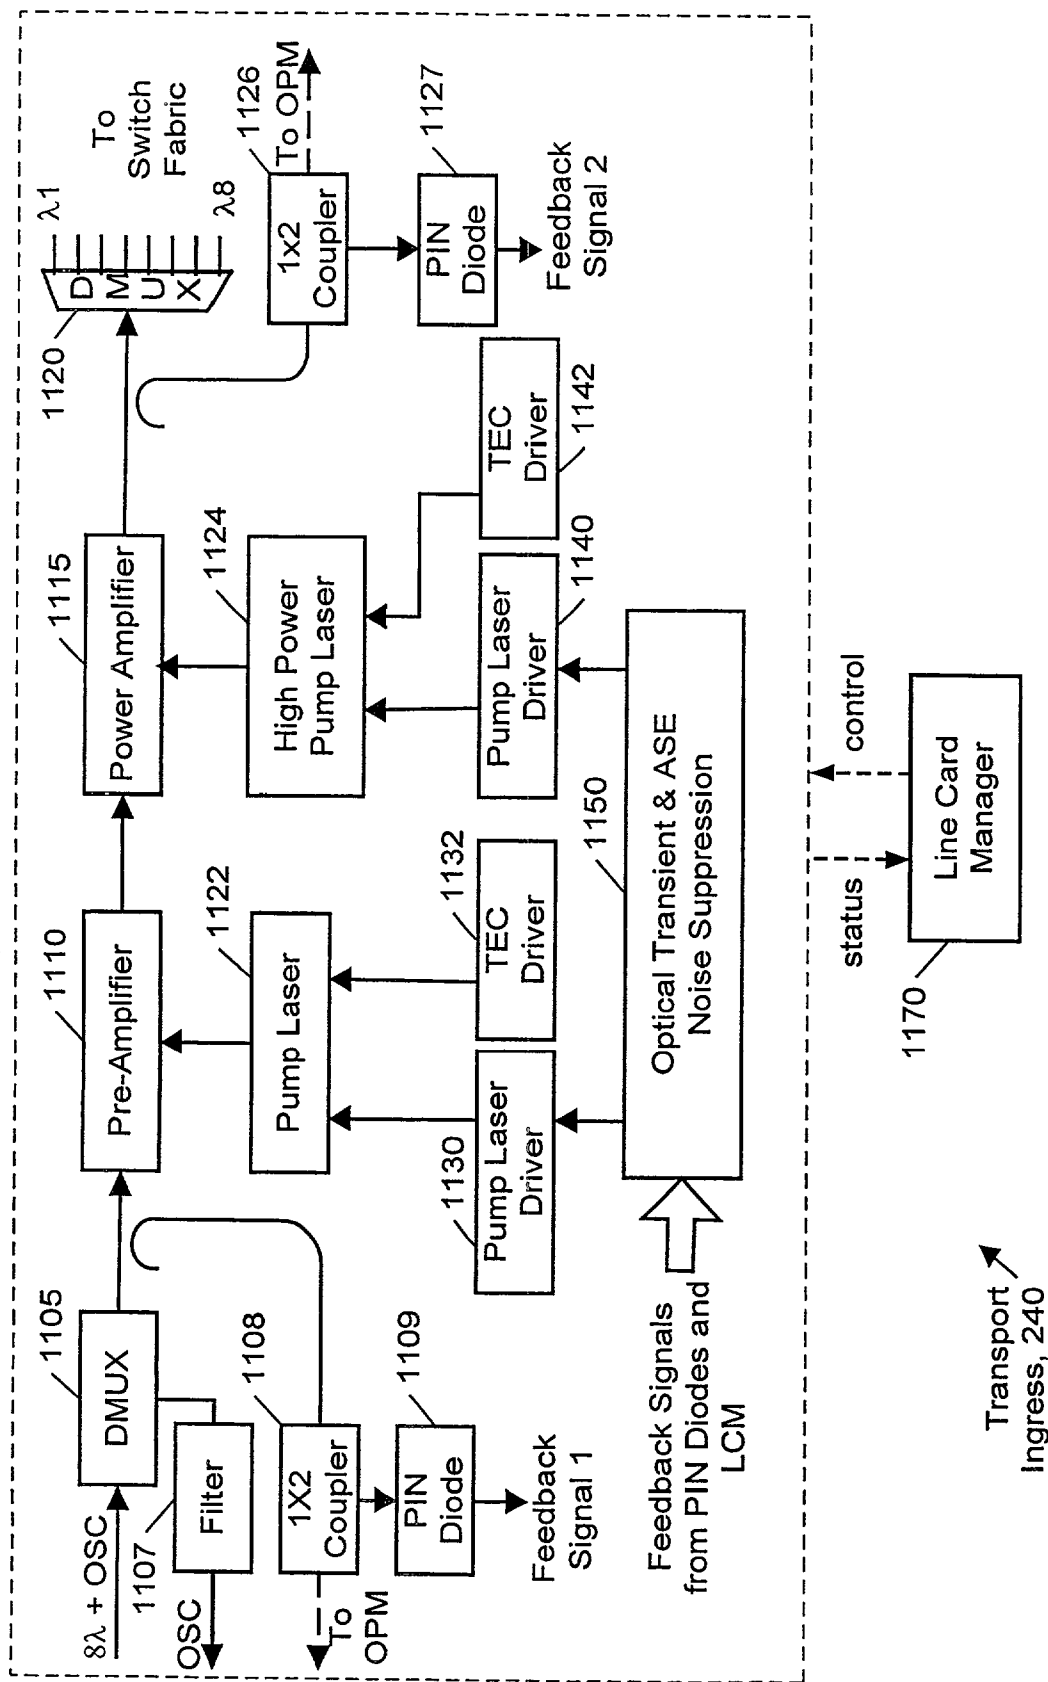 8λ + OSC
1105
DMUX
1107
Filter
OSC
1108
1X2
Coupler
To
OPM
1109
PIN
Diode
Feedback
Signal 1
1110
Pre-Amplifier
1115
Power Amplifier
1120
D
M
U
X
λ1
λ8
To
Switch
Fabric
1122
Pump Laser
1124
High Power
Pump Laser
1126
1x2
Coupler
To OPM
1127
PIN
Diode
Feedback
Signal 2
1130
Pump Laser
Driver
1132
TEC
Driver
1140
Pump Laser
Driver
1142
TEC
Driver
1150
Optical Transient & ASE
Noise Suppression
Feedback Signals
from PIN Diodes and
LCM
status
control
1170
Line Card
Manager
Transport
Ingress, 240